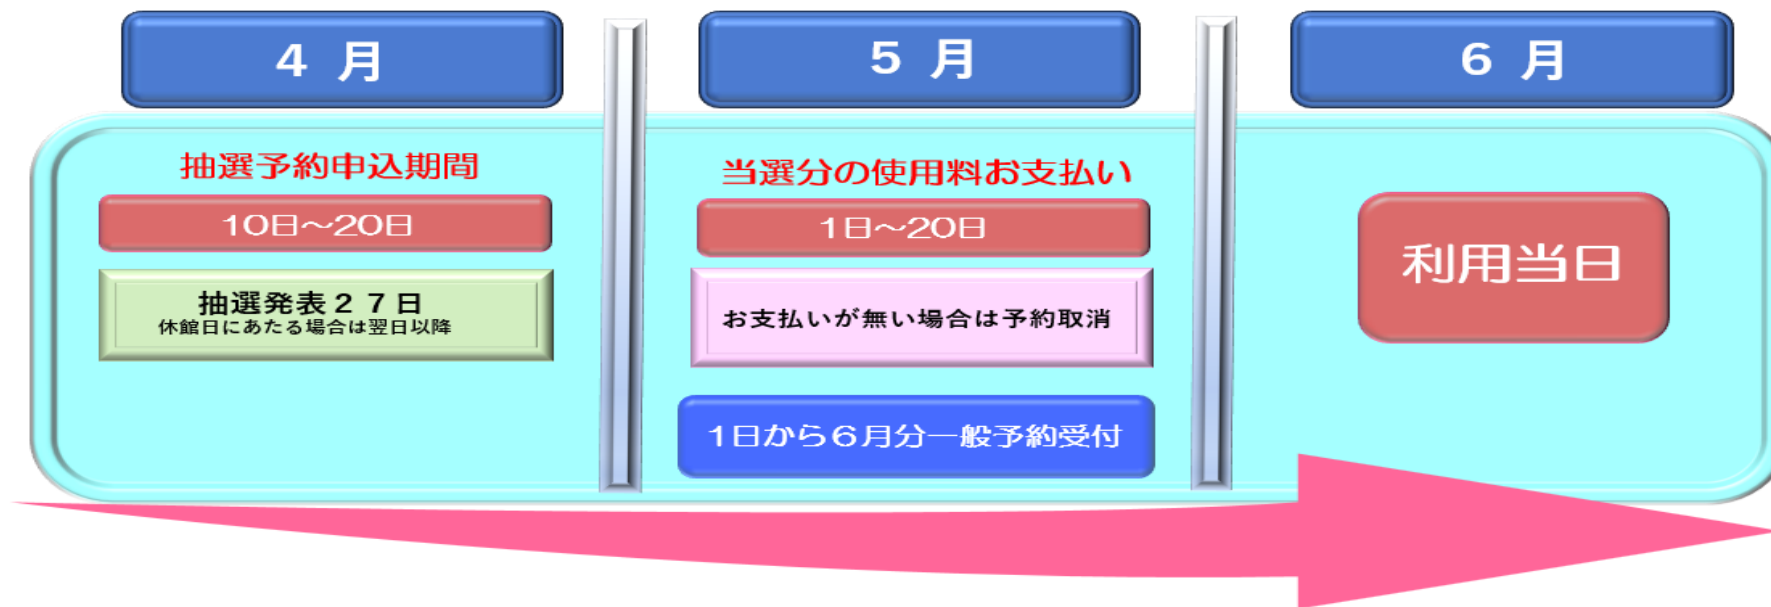 4 月
抽選予約申込期間
10日～20日
抽選発表２７日
休館日にあたる場合は翌日以降
5 月
当選分の使用料お支払い
1日～20日
お支払いが無い場合は予約取消
1日から６月分一般予約受付
6 月
利用当日